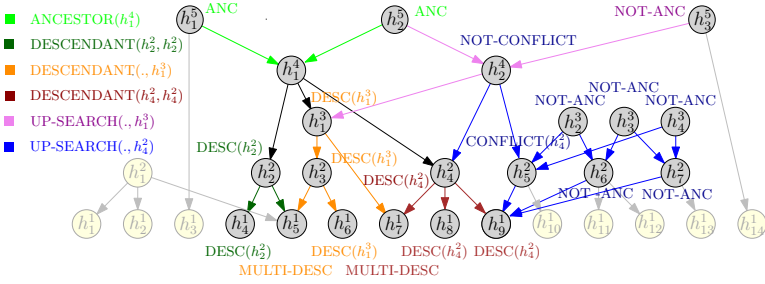 ANCESTOR(h_1^4)
DESCENDANT(h_2^2, h_2^2)
DESCENDANT(., h_1^3)
DESCENDANT(h_4^2, h_4^2)
UP-SEARCH(., h_1^3)
UP-SEARCH(., h_4^2)
h_1^5 ANC h_2^5 ANC NOT-ANC h_3^5
NOT-CONFLICT
h_1^4 h_2^4
DESC(h_1^3) NOT-ANC
NOT-ANC NOT-ANC
h_1^3 h_2^3 h_3^3 h_4^3
DESC(h_2^2) CONFLICT(h_4^2)
DESC(h_1^3)
h_1^2 h_2^2 h_3^2 DESC(h_4^2) h_4^2 h_5^2 h_6^2 h_7^2
NOT-ANC NOT-ANC
h_1^1 h_2^1 h_3^1 h_4^1 h_5^1 h_6^1 h_7^1 h_8^1 h_9^1 h_10^1 h_11^1 h_12^1 h_13^1 h_14^1
DESC(h_2^2) DESC(h_1^3) DESC(h_4^2) DESC(h_4^2)
MULTI-DESC MULTI-DESC